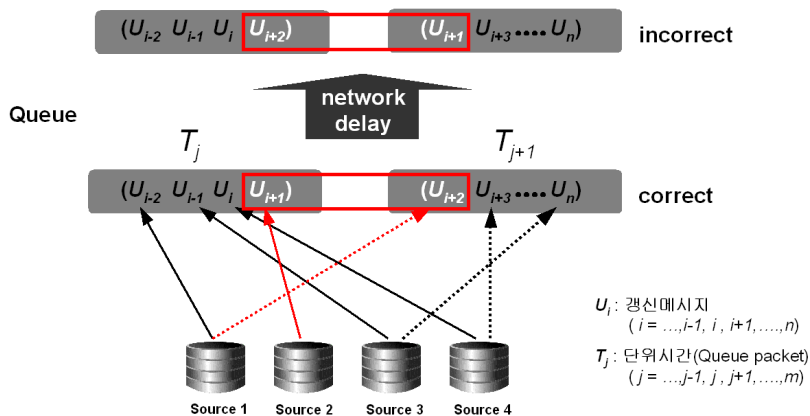 (U_{i-2} U_{i-1} U_i U_{i+2}) (U_{i+1} U_{i+3} •••• U_n) incorrect
network
delay
Queue
T_j T_{j+1}
(U_{i-2} U_{i-1} U_i U_{i+1}) (U_{i+2} U_{i+3} •••• U_n) correct
U_i : 갱신메시지
( i = ...,i-1, i , i+1,....,n)
T_j : 단위시간(Queue packet)
( j = ...,j-1, j , j+1,....,m)
Source 1 Source 2 Source 3 Source 4